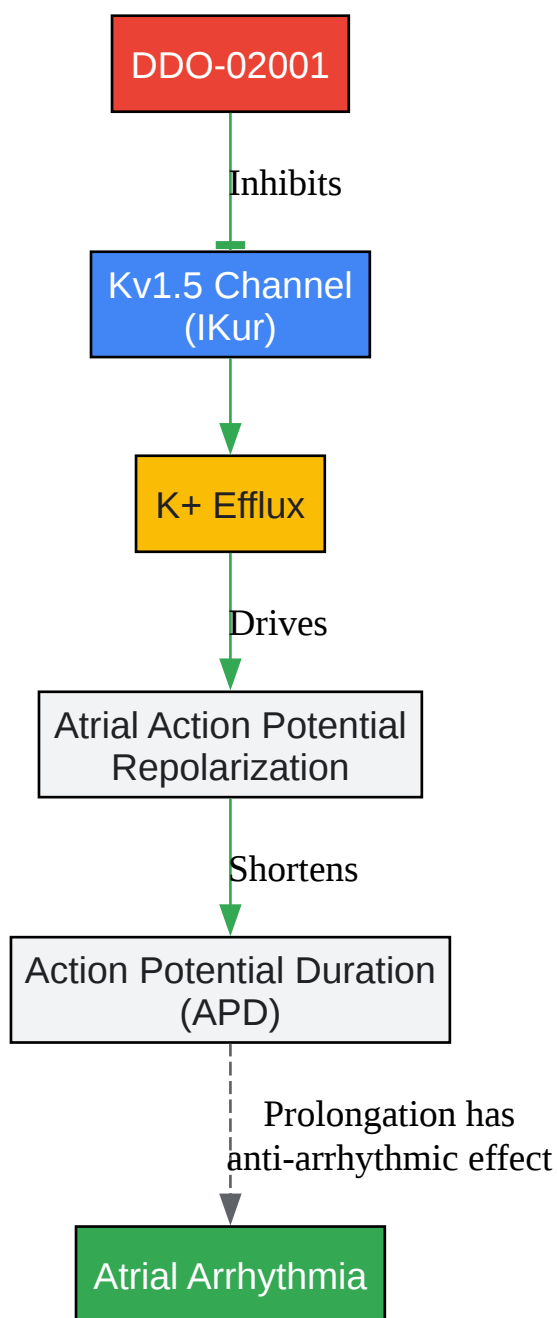 DDO-02001
Inhibits
Kv1.5 Channel
(IKur)
K+ Efflux
Drives
Atrial Action Potential
Repolarization
Shortens
Action Potential Duration
(APD)
Prolongation has
anti-arrhythmic effect
Atrial Arrhythmia